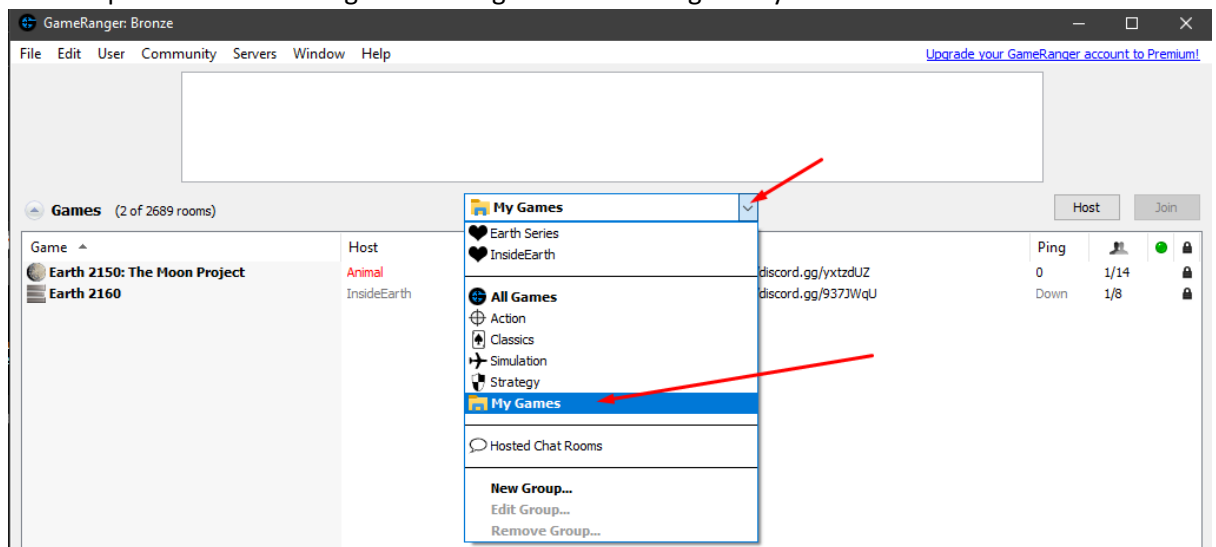 GameRanger: Bronze
File Edit User Community Servers Window Help Upgrade your GameRanger account to Premium!
Games (2 of 2689 rooms) My Games Host Join
Game Host Ping
Earth 2150: The Moon Project Animal discord.gg/yxtzdUZ 0 1/14
Earth 2160 InsideEarth discord.gg/937JWqU Down 1/8
Earth Series
InsideEarth
All Games
Action
Classics
Simulation
Strategy
My Games
Hosted Chat Rooms
New Group...
Edit Group...
Remove Group...